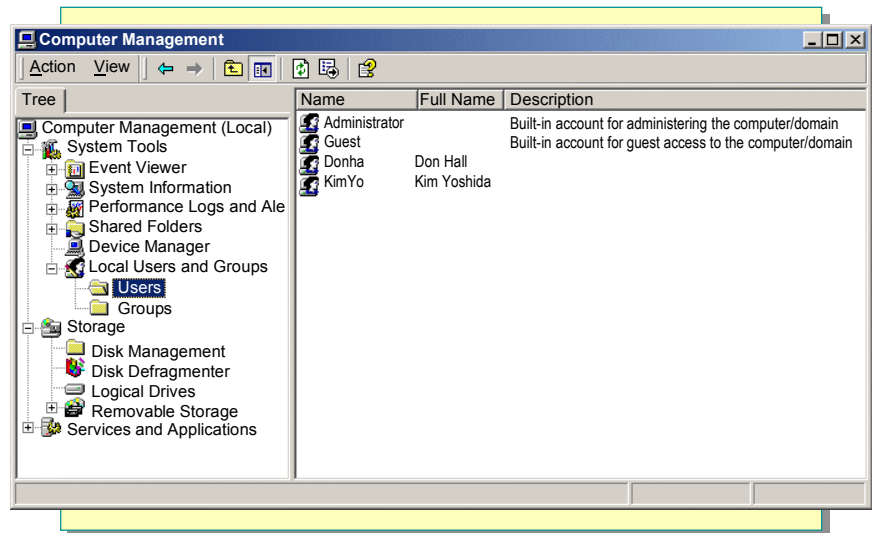 Computer Management
Action View
Tree
Computer Management (Local)
System Tools
Event Viewer
System Information
Performance Logs and Ale
Shared Folders
Device Manager
Local Users and Groups
Users
Groups
Storage
Disk Management
Disk Defragmenter
Logical Drives
Removable Storage
Services and Applications
Name Full Name Description
Administrator Built-in account for administering the computer/domain
Guest Built-in account for guest access to the computer/domain
Donha Don Hall
KimYo Kim Yoshida